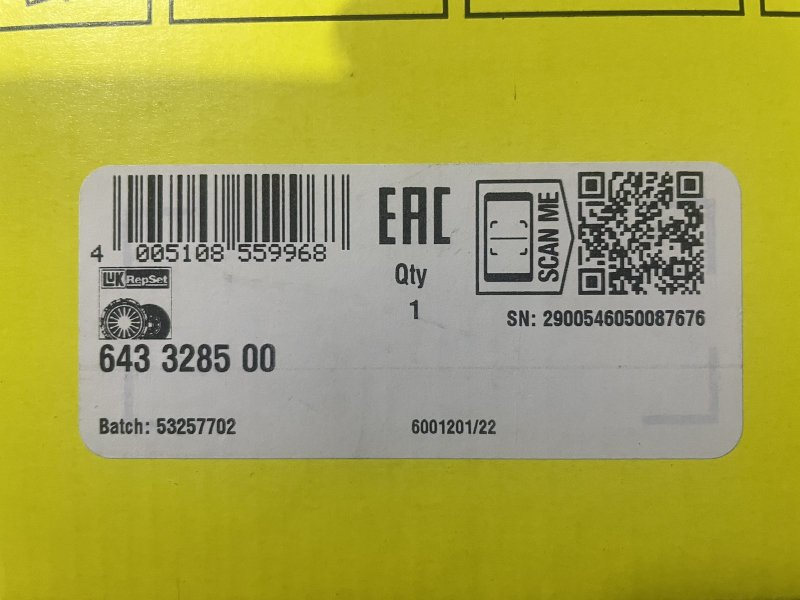 4 005108 559968
EAC
Qty
1
SCAN ME
SN: 2900546050087676
LUK RepSet
643 3285 00
Batch: 53257702
6001201/22